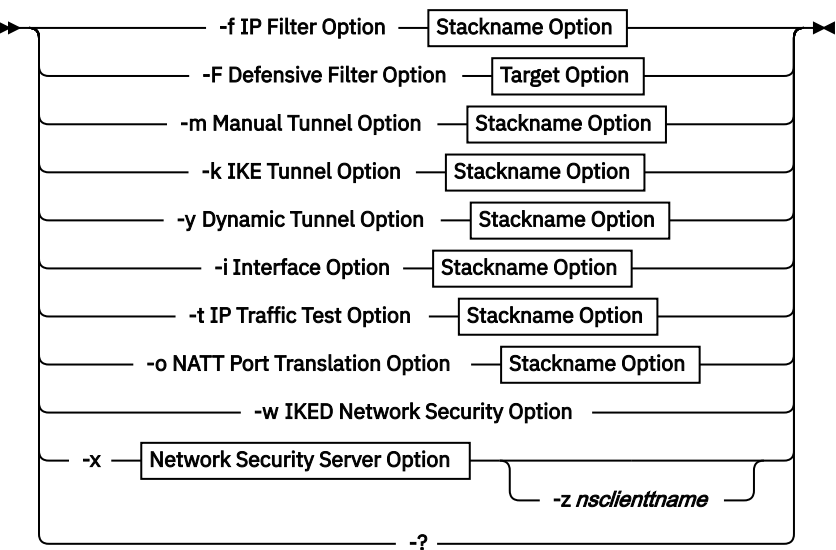 -f IP Filter Option Stackname Option
-F Defensive Filter Option Target Option
-m Manual Tunnel Option Stackname Option
-k IKE Tunnel Option Stackname Option
-y Dynamic Tunnel Option Stackname Option
-i Interface Option Stackname Option
-t IP Traffic Test Option Stackname Option
-o NATT Port Translation Option Stackname Option
-w IKED Network Security Option
-x Network Security Server Option
-z nsclienttname
-?